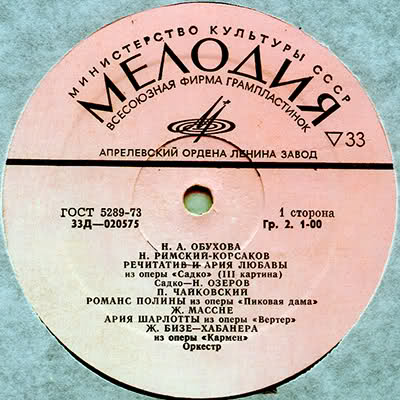 МИНИСТЕРСТВО КУЛЬТУРЫ СССР
МЕЛОДИЯ
ВСЕСОЮЗНАЯ ФИРМА ГРАМПЛАСТИНОК
▽33
АПРЕЛЕВСКИЙ ОРДЕНА ЛЕНИНА ЗАВОД
ГОСТ 5289-73
1 сторона
33Д—020575
Гр. 2. 1-00
Н. А. ОБУХОВА
Н. РИМСКИЙ-КОРСАКОВ
РЕЧИТАТИВ И АРИЯ ЛЮБАВЫ
из оперы «Садко» (III картина)
Садко—Н. ОЗЕРОВ
П. ЧАЙКОВСКИЙ
РОМАНС ПОЛИНЫ из оперы «Пиковая дама»
Ж. МАССНЕ
АРИЯ ШАРЛОТТЫ из оперы «Вертер»
Ж. БИЗЕ—ХАБАНЕРА
из оперы «Кармен»
Оркестр